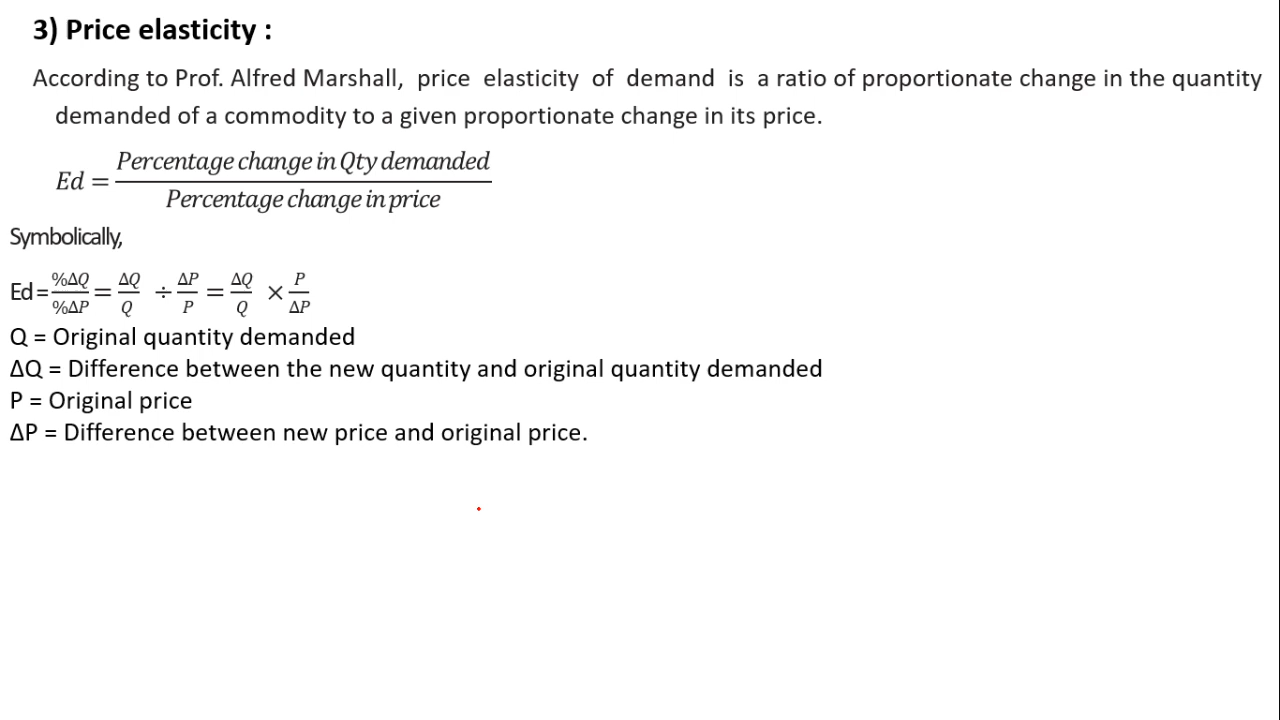 3) Price elasticity :
According to Prof. Alfred Marshall, price elasticity of demand is a ratio of proportionate change in the quantity
demanded of a commodity to a given proportionate change in its price.
Ed = Percentage change in Qty demanded / Percentage change in price
Symbolically,
Ed = %ΔQ/%ΔP = ΔQ/Q ÷ ΔP/P = ΔQ/Q × P/ΔP
Q = Original quantity demanded
ΔQ = Difference between the new quantity and original quantity demanded
P = Original price
ΔP = Difference between new price and original price.